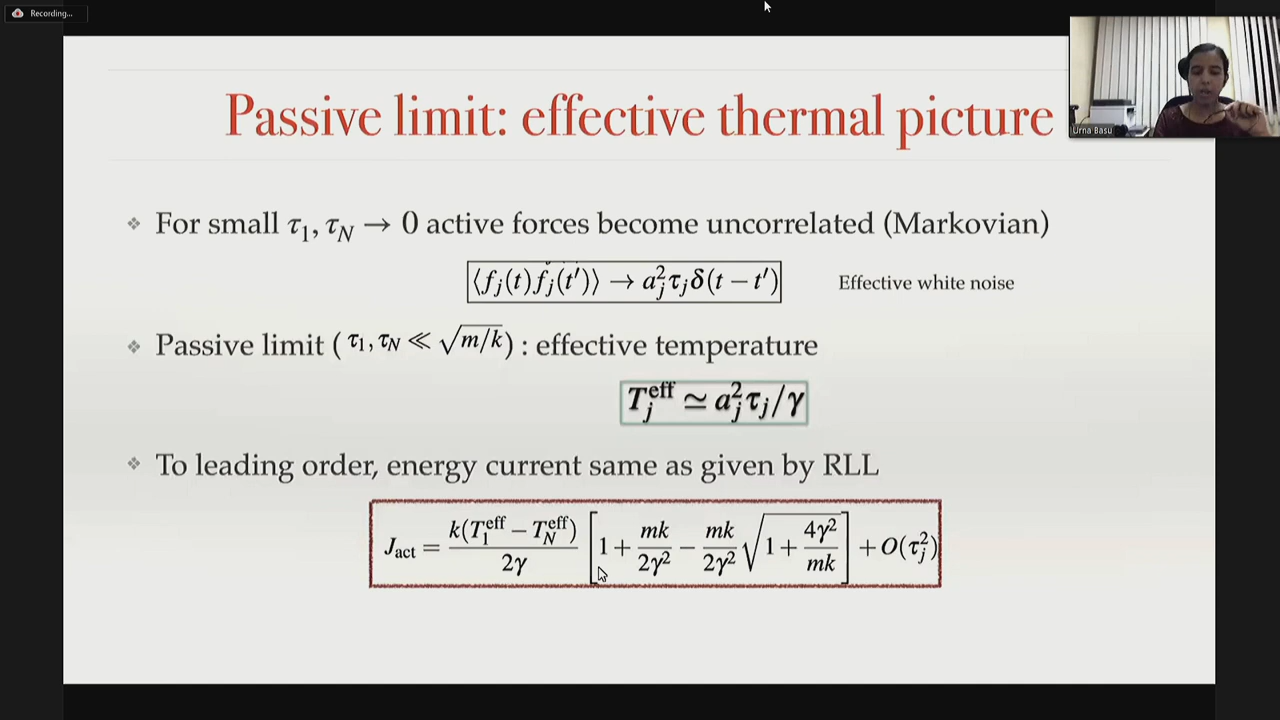 Recording...
Urna Basu
Passive limit: effective thermal picture
❖ For small τ₁, τ_N → 0 active forces become uncorrelated (Markovian)
⟨f_j(t)f_j(t′)⟩ → a_j²τ_jδ(t − t′) Effective white noise
❖ Passive limit (τ₁, τ_N ≪ √(m/k)) : effective temperature
T_j^eff ≃ a_j²τ_j/γ
❖ To leading order, energy current same as given by RLL
J_act = k(T₁^eff − T_N^eff)/2γ [1 + mk/2γ² − mk/2γ² √(1 + 4γ²/mk)] + O(τ_j²)